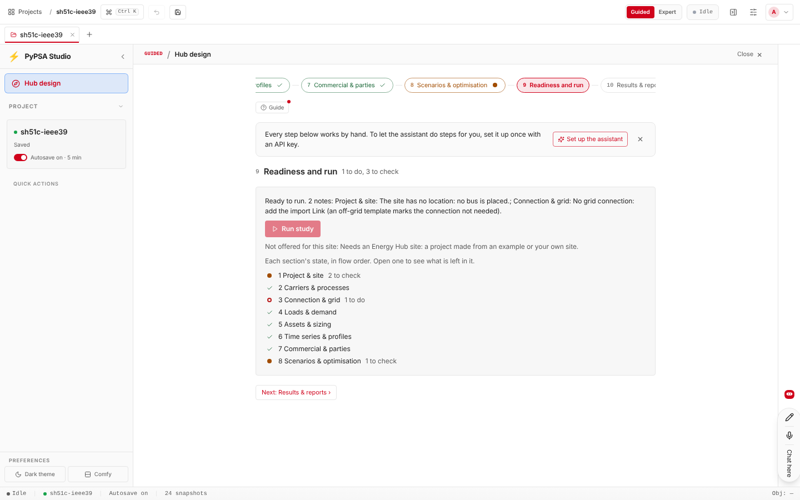 Projects / sh51c-ieee39 Ctrl K Guided Expert Idle A
sh51c-ieee39
PyPSA Studio
GUIDED / Hub design Close
Hub design
ofiles 7 Commercial & parties 8 Scenarios & optimisation 9 Readiness and run 10 Results & repo
PROJECT
Guide
sh51c-ieee39
Saved
Autosave on · 5 min
Every step below works by hand. To let the assistant do steps for you, set it up once with
an API key.
Set up the assistant
QUICK ACTIONS
9 Readiness and run 1 to do, 3 to check
Ready to run. 2 notes: Project & site: The site has no location: no bus is placed.; Connection & grid: No grid connection:
add the import Link (an off-grid template marks the connection not needed).
Run study
Not offered for this site: Needs an Energy Hub site: a project made from an example or your own site.
Each section's state, in flow order. Open one to see what is left in it.
1 Project & site 2 to check
2 Carriers & processes
3 Connection & grid 1 to do
4 Loads & demand
5 Assets & sizing
6 Time series & profiles
7 Commercial & parties
8 Scenarios & optimisation 1 to check
Next: Results & reports ›
Chat here
PREFERENCES
Dark theme Comfy
Idle sh51c-ieee39 Autosave on 24 snapshots Obj: —